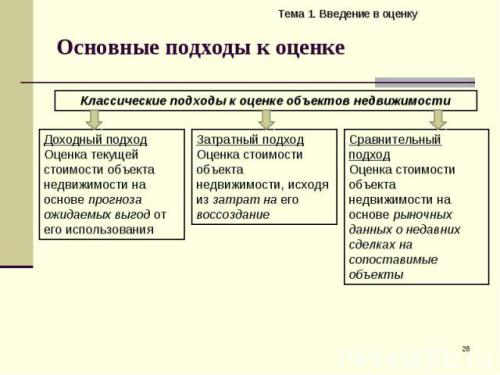 Тема 1. Введение в оценку
Основные подходы к оценке
Классические подходы к оценке объектов недвижимости
Доходный подход
Оценка текущей
стоимости объекта
недвижимости на
основе прогноза
ожидаемых выгод от
его использования
Затратный подход
Оценка стоимости
объекта
недвижимости, исходя
из затрат на его
воссоздание
Сравнительный
подход
Оценка стоимости
объекта
недвижимости на
основе рыночных
данных о недавних
сделках на
сопоставимые
объекты
28